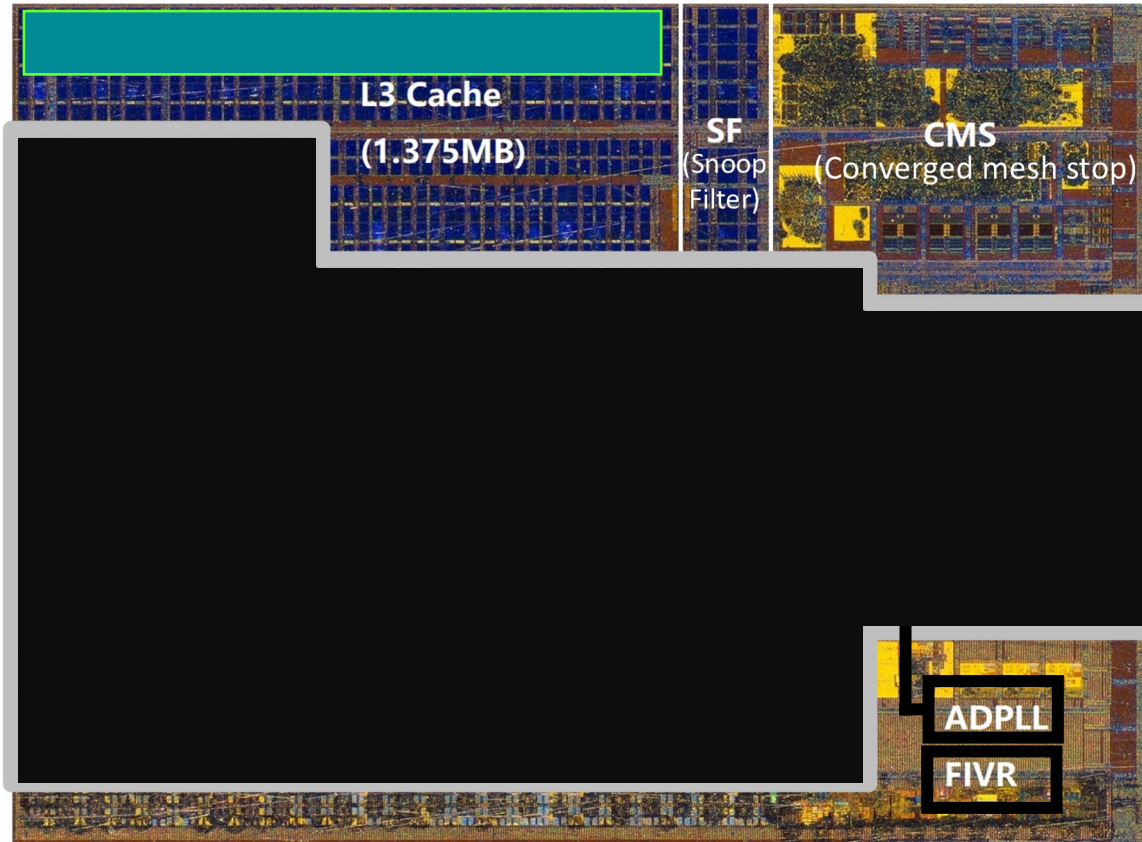 L3 Cache
(1.375MB)
SF
(Snoop
Filter)
CMS
(Converged mesh stop)
ADPLL
FIVR